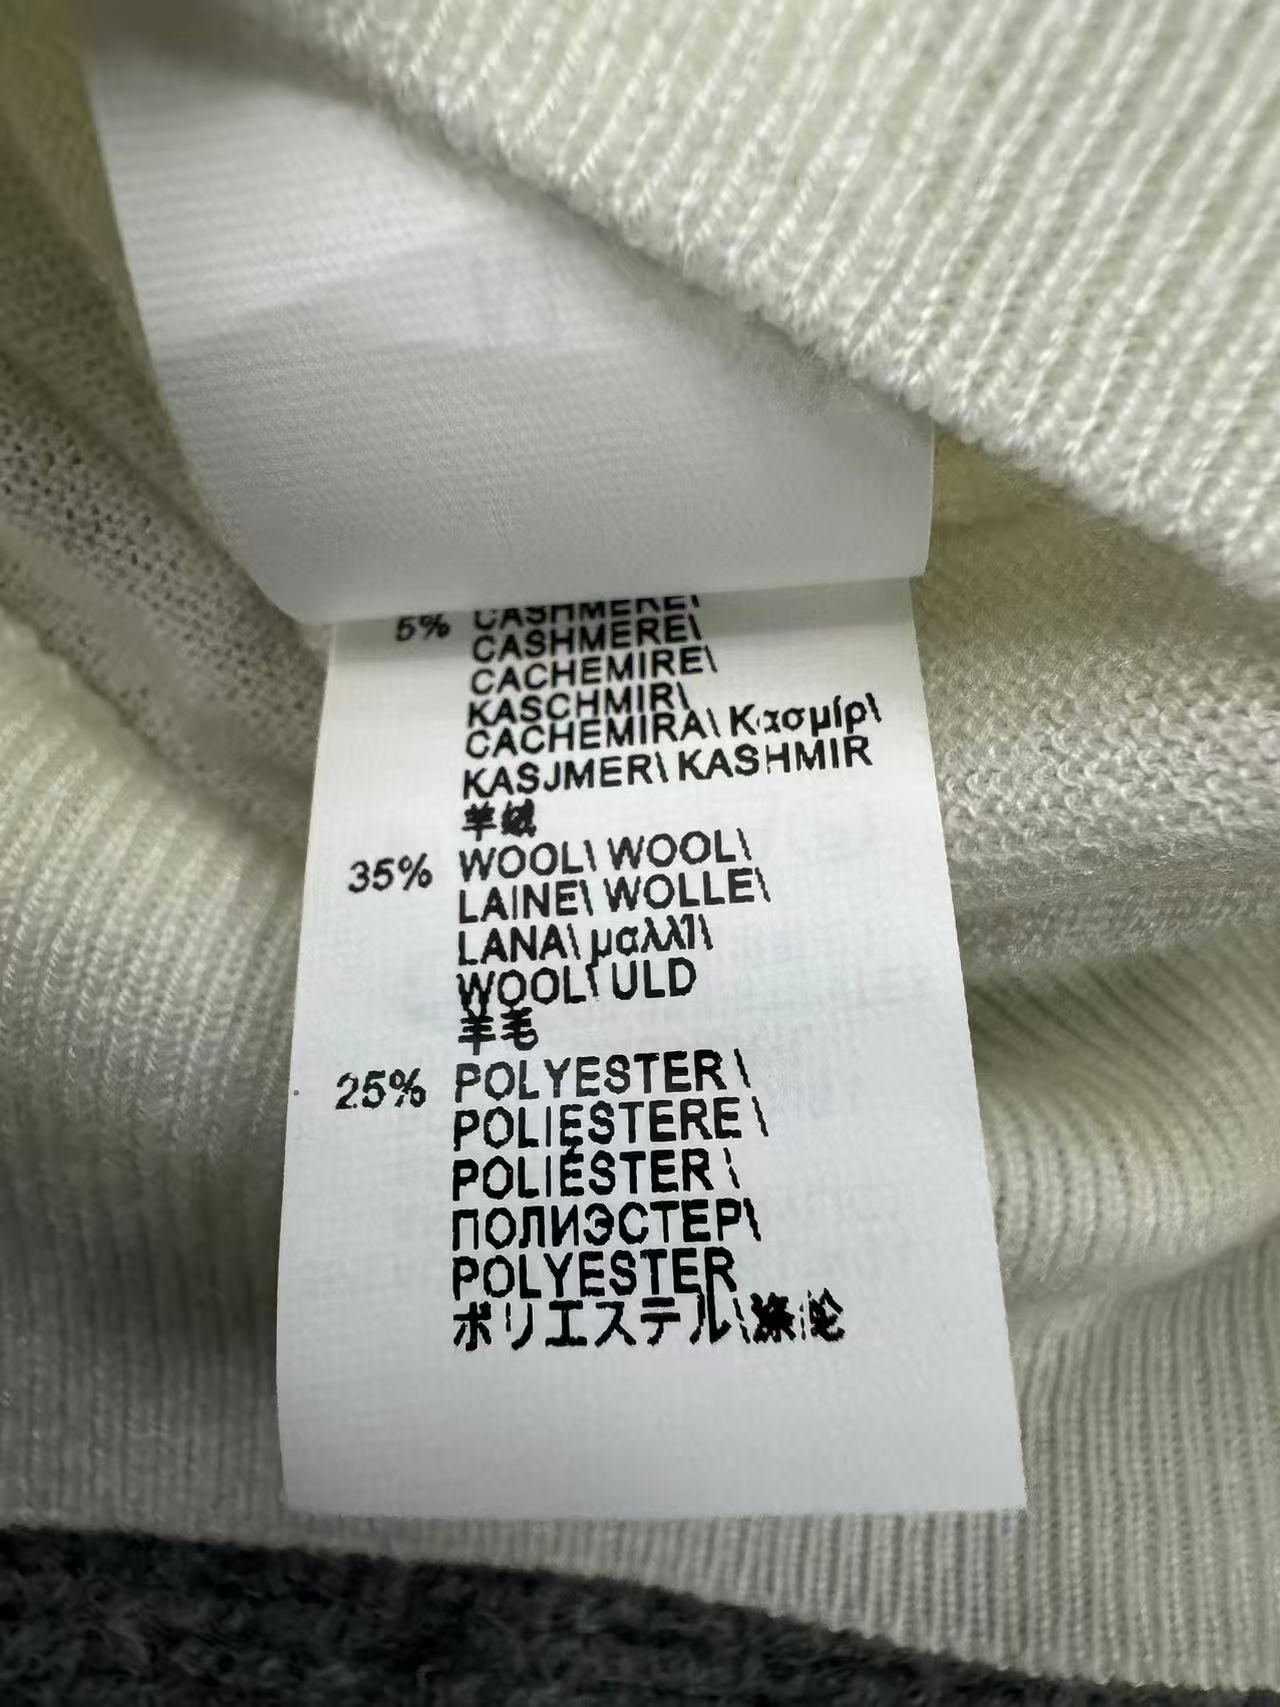 5% CASHMERE\
CASHMERE\
CACHEMIRE\
KASCHMIR\
CACHEMIRA\ Κασμίρ\
KASJMER\ KASHMIR
羊绒
35% WOOL\ WOOL\
LAINE\ WOLLE\
LANA\ μαλλί\
WOOL\ ULD
羊毛
25% POLYESTER\
POLIESTERE\
POLIÉSTER\
ПОЛИЭСТЕР\
POLYESTER
ポリエステル\涤纶